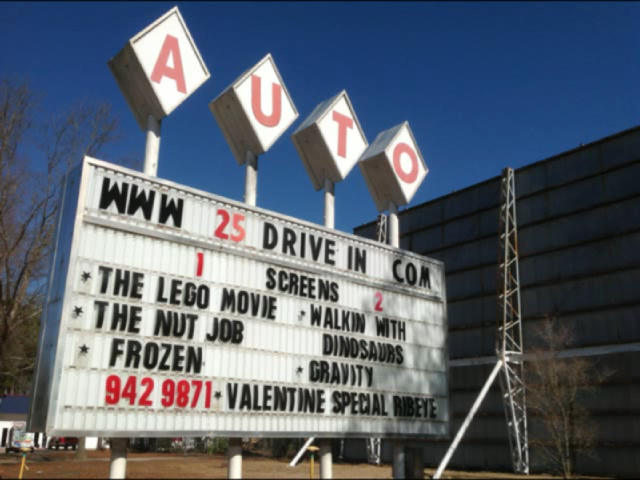 AUTO
WWW 25 DRIVE IN COM
1 SCREENS 2
* THE LEGO MOVIE * WALKIN WITH
* THE NUT JOB DINOSAURS
* FROZEN * GRAVITY
942 9871 * VALENTINE SPECIAL RIBEYE